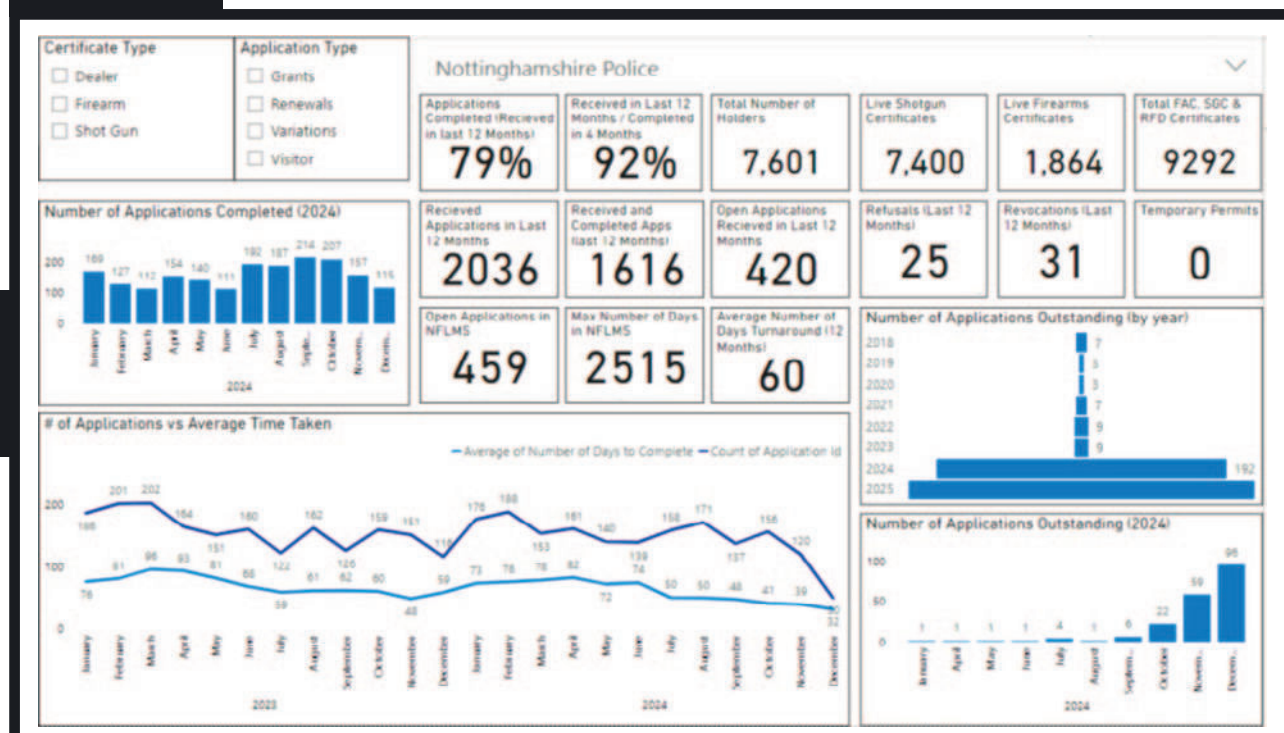 Certificate Type
Dealer
Firearm
Shot Gun
Application Type
Grants
Renewals
Variations
Visitor
Nottinghamshire Police
Applications
Completed (Recieved
in last 12 Months)
79%
Received in Last 12
Months / Completed
in 4 Months
92%
Total Number of
Holders
7,601
Live Shotgun
Certificates
7,400
Live Firearms
Certificates
1,864
Total FAC, SGC &
RFD Certificates
9292
Number of Applications Completed (2024)
200
100
0
169
127
112
154
140
111
192
187
214
207
157
115
January
February
March
April
May
June
July
August
Septe...
October
Novem...
Decem...
2024
Recieved
Applications in Last
12 Months
2036
Received and
Completed Apps
(last 12 Months)
1616
Open Applications
Recieved in Last 12
Months
420
Refusals (Last 12
Months)
25
Revocations (Last
12 Months)
31
Temporary Permits
0
Open Applications in
NFLMS
459
Max Number of Days
in NFLMS
2515
Average Number of
Days Turnaround (12
Months)
60
Number of Applications Outstanding (by year)
2018 7
2019 5
2020 3
2021 7
2022 9
2023 9
2024 192
2025
# of Applications vs Average Time Taken
Average of Number of Days to Complete Count of Application Id
200
100
0
186
201
202
164
151
160
122
162
126
159
151
116
176
188
153
161
140
139
158
171
137
156
120
76
81
96
93
81
68
59
61
62
60
48
59
73
76
78
82
72
74
50
50
48
41
39
32
January
February
March
April
May
June
July
August
September
October
November
December
January
February
March
April
May
June
July
August
September
October
November
December
2023
2024
Number of Applications Outstanding (2024)
100
50
0
1
1
1
1
4
1
6
22
59
96
January
April
May
June
July
August
Septem...
October
Novem...
Decem...
2024